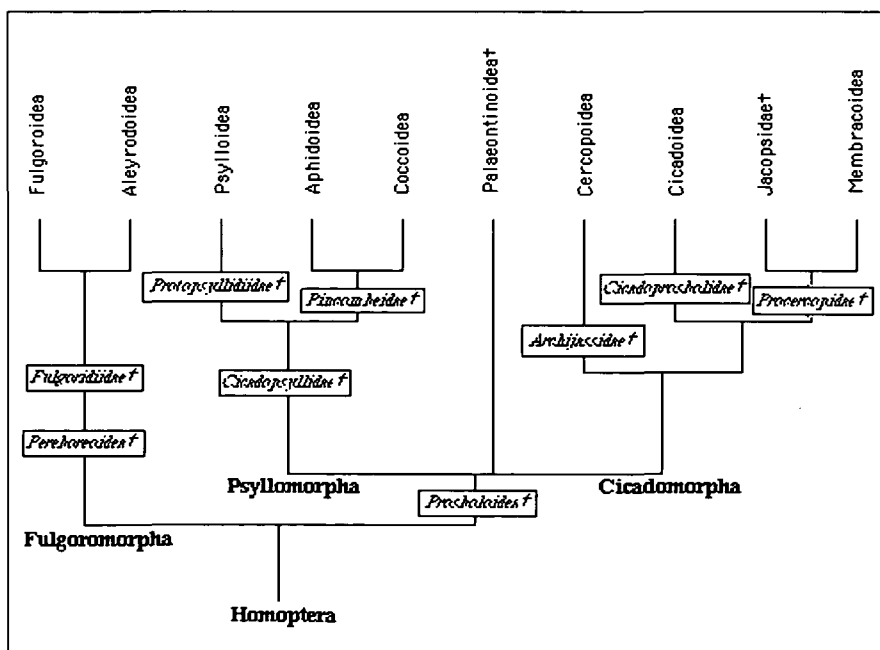 Fulgoroidea
Aleyrodoidea
Psylloidea
Aphidoidea
Coccoidea
Palaeontinoidea†
Cercopoidea
Cicadoidea
Jacopsidae†
Membracoidea
Protopsyllidiidae†
Pincombeidae†
Cicadoprosbolidae†
Procercopidae†
Archijassidae†
Fulgoridiidae†
Cicadopsyllidae†
Pereboreoidea†
Psyllomorpha
Prosboloidea†
Cicadomorpha
Fulgoromorpha
Homoptera